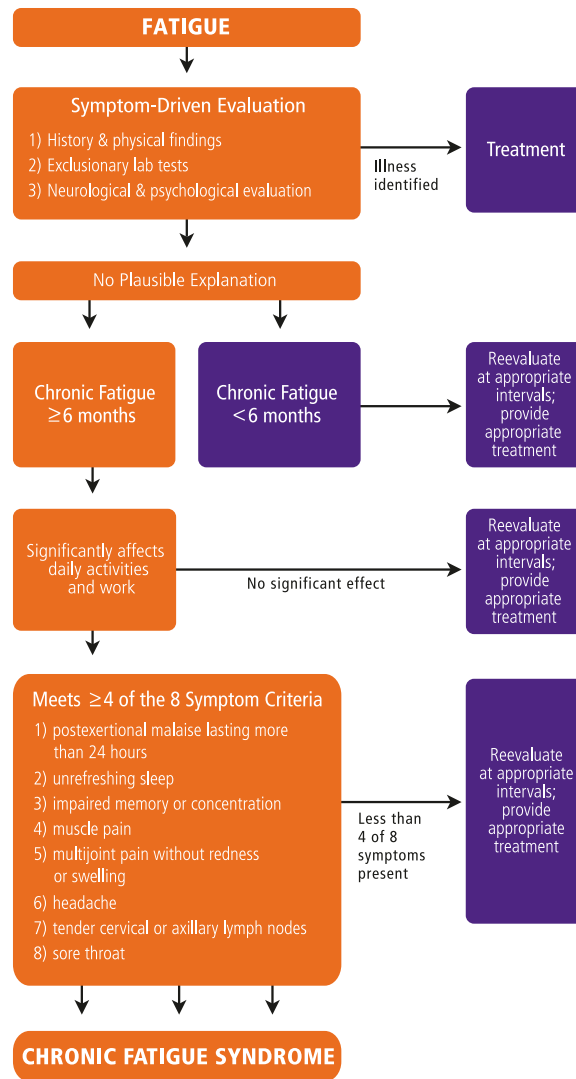 FATIGUE
Symptom-Driven Evaluation
1) History & physical findings
2) Exclusionary lab tests
3) Neurological & psychological evaluation
Illness
identified
Treatment
No Plausible Explanation
Chronic Fatigue
≥6 months
Chronic Fatigue
<6 months
Reevaluate
at appropriate
intervals;
provide
appropriate
treatment
Significantly affects
daily activities
and work
No significant effect
Reevaluate
at appropriate
intervals;
provide
appropriate
treatment
Meets ≥4 of the 8 Symptom Criteria
1) postexertional malaise lasting more
than 24 hours
2) unrefreshing sleep
3) impaired memory or concentration
4) muscle pain
5) multijoint pain without redness
or swelling
6) headache
7) tender cervical or axillary lymph nodes
8) sore throat
Less than
4 of 8
symptoms
present
Reevaluate
at appropriate
intervals;
provide
appropriate
treatment
CHRONIC FATIGUE SYNDROME